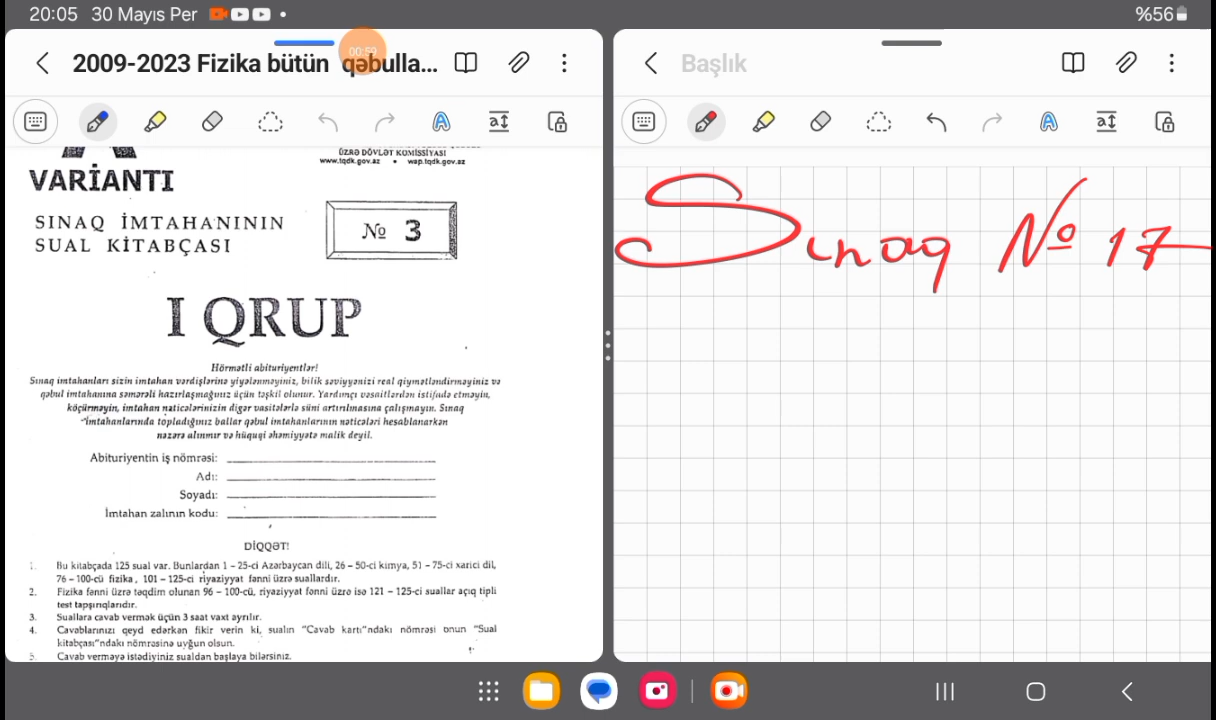 20:05 30 Mayıs Per
%56
00:59
2009-2023 Fizika bütün qəbulla...
VARİANTI
ÜZRƏ DÖVLƏT KOMİSSİYASI
www.tqdk.gov.az • wap.tqdk.gov.az
SINAQ İMTAHANININ
SUAL KİTABÇASI
№ 3
I QRUP
Hörmətli abituriyentlər!
Sınaq imtahanları sizin imtahan vərdişlərinə yiyələnməyiniz, bilik səviyyənizi real qiymətləndirməyiniz və
qəbul imtahanına səmərəli hazırlaşmağınız üçün təşkil olunur. Yardımçı vəsaitlərdən istifadə etməyin,
köçürməyin, imtahan nəticələrinizin digər vasitələrlə süni artırılmasına çalışmayın. Sınaq
imtahanlarında topladığınız ballar qəbul imtahanlarının nəticələri hesablanarkən
nəzərə alınmır və hüquqi əhəmiyyətə malik deyil.
Abituriyentin iş nömrəsi:
Adı:
Soyadı:
İmtahan zalının kodu:
DİQQƏT!
1. Bu kitabçada 125 sual var. Bunlardan 1 – 25-ci Azərbaycan dili, 26 – 50-ci kimya, 51 – 75-ci xarici dil,
76 – 100-cü fizika, 101 – 125-ci riyaziyyat fənni üzrə suallardır.
2. Fizika fənni üzrə təqdim olunan 96 – 100-cü, riyaziyyat fənni üzrə isə 121 – 125-ci suallar açıq tipli
test tapşırıqlarıdır.
3. Suallara cavab vermək üçün 3 saat vaxt ayrılır.
4. Cavablarınızı qeyd edərkən fikir verin ki, sualın "Cavab kartı"ndakı nömrəsi onun "Sual
kitabçası"ndakı nömrəsinə uyğun olsun.
5. Cavab verməyə istədiyiniz sualdan başlaya bilərsiniz.
Başlık
Sınaq № 17